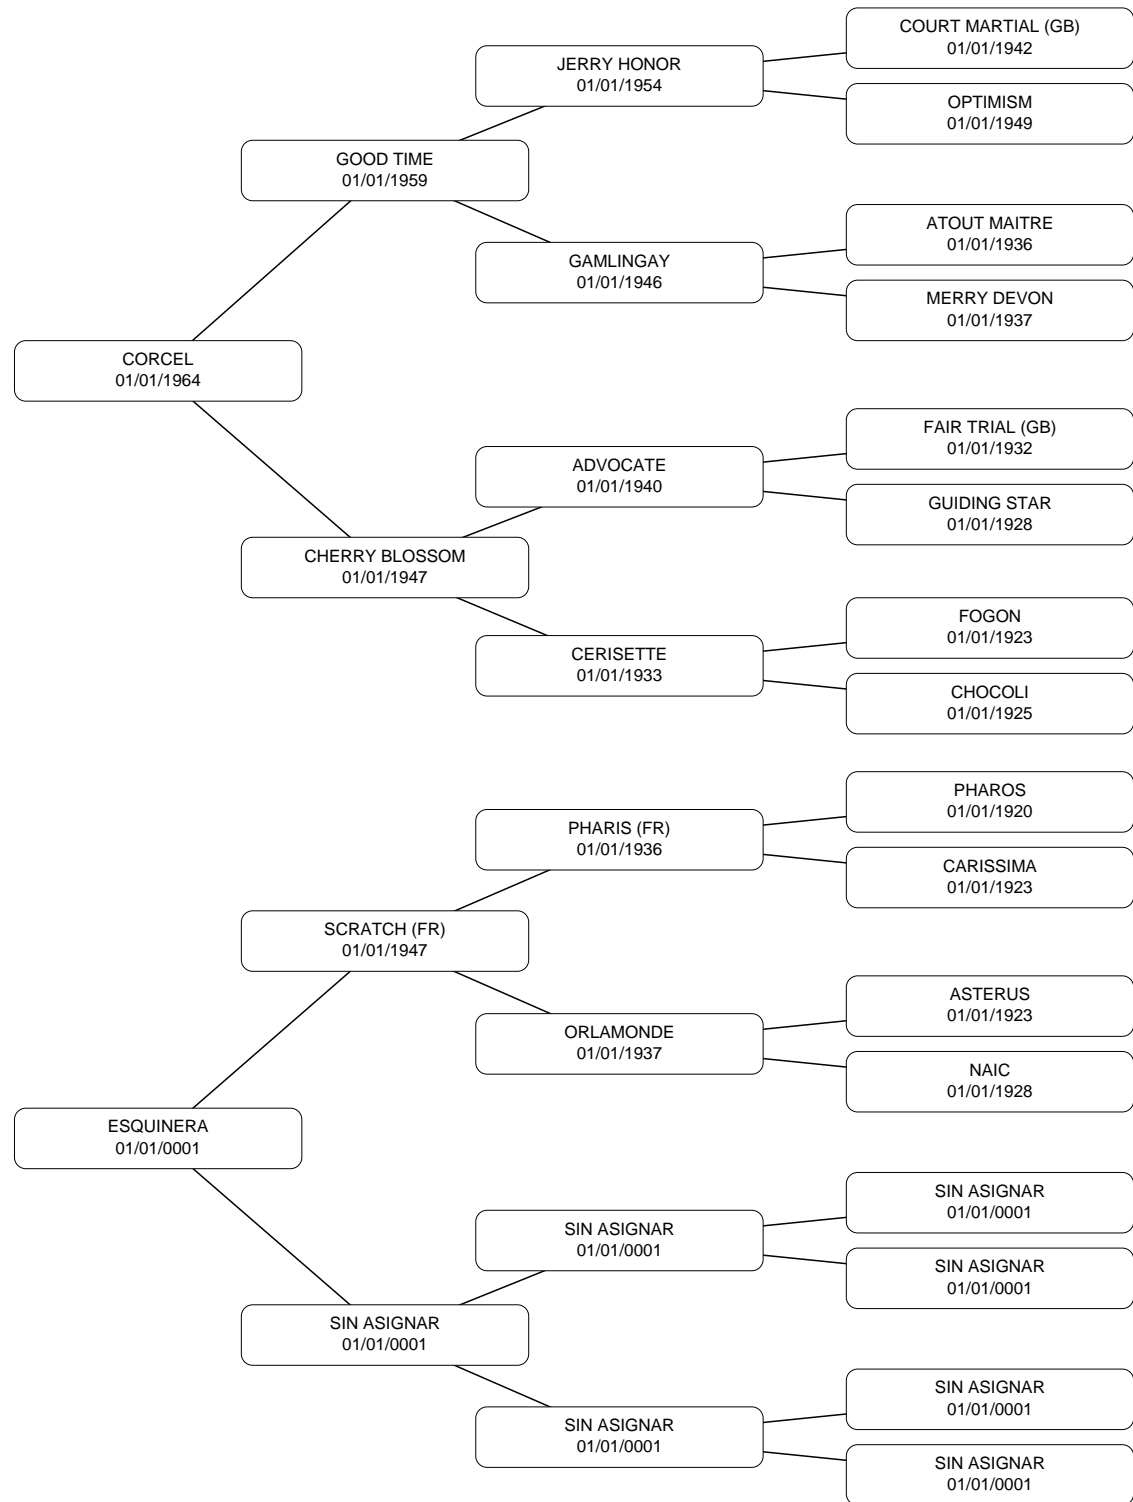 COURT MARTIAL (GB)
01/01/1942
JERRY HONOR
01/01/1954
OPTIMISM
01/01/1949
GOOD TIME
01/01/1959
ATOUT MAITRE
01/01/1936
GAMLINGAY
01/01/1946
MERRY DEVON
01/01/1937
CORCEL
01/01/1964
FAIR TRIAL (GB)
01/01/1932
ADVOCATE
01/01/1940
GUIDING STAR
01/01/1928
CHERRY BLOSSOM
01/01/1947
FOGON
01/01/1923
CERISETTE
01/01/1933
CHOCOLI
01/01/1925
PHAROS
01/01/1920
PHARIS (FR)
01/01/1936
CARISSIMA
01/01/1923
SCRATCH (FR)
01/01/1947
ASTERUS
01/01/1923
ORLAMONDE
01/01/1937
NAIC
01/01/1928
ESQUINERA
01/01/0001
SIN ASIGNAR
01/01/0001
SIN ASIGNAR
01/01/0001
SIN ASIGNAR
01/01/0001
SIN ASIGNAR
01/01/0001
SIN ASIGNAR
01/01/0001
SIN ASIGNAR
01/01/0001
SIN ASIGNAR
01/01/0001